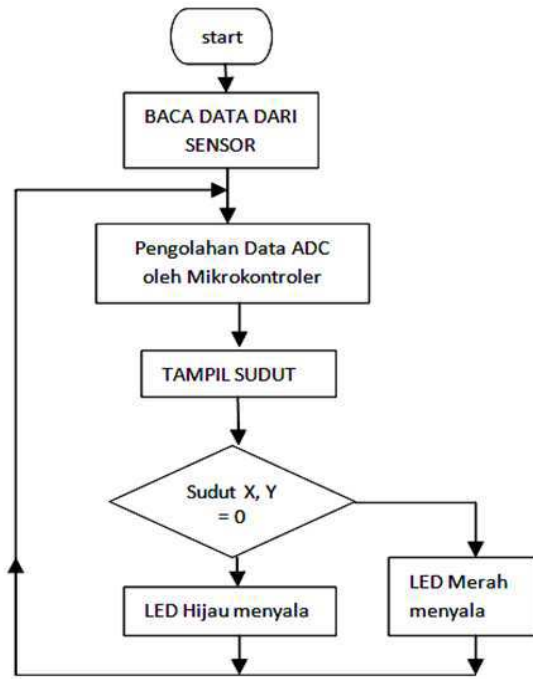 start
BACA DATA DARI
SENSOR
Pengolahan Data ADC
oleh Mikrokontroler
TAMPIL SUDUT
Sudut X, Y
= 0
LED Hijau menyala
LED Merah
menyala